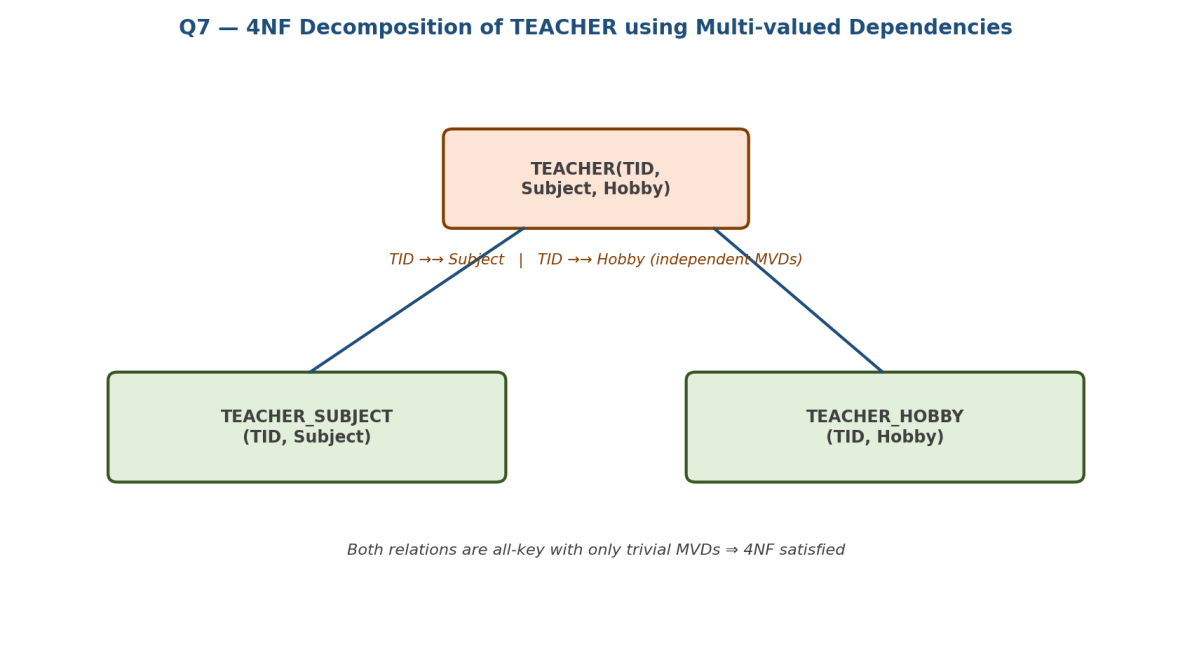 Q7 — 4NF Decomposition of TEACHER using Multi-valued Dependencies
TEACHER(TID,
Subject, Hobby)
TID →→ Subject | TID →→ Hobby (independent MVDs)
TEACHER_SUBJECT
(TID, Subject)
TEACHER_HOBBY
(TID, Hobby)
Both relations are all-key with only trivial MVDs ⇒ 4NF satisfied